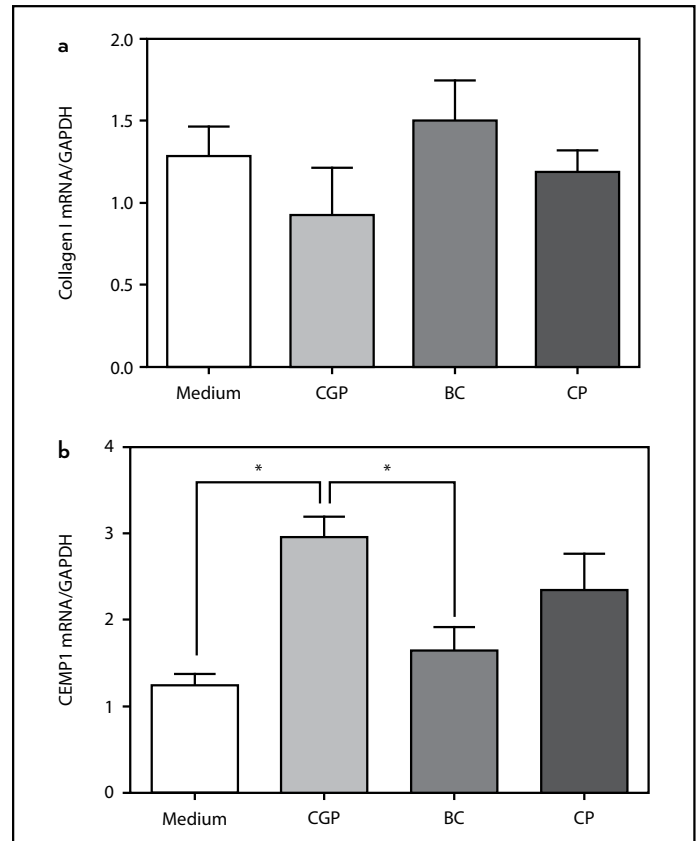 a
2.0
1.5
1.0
0.5
0.0
Collagen I mRNA/GAPDH
Medium CGP BC CP
b
4
3
2
1
0
CEMP1 mRNA/GAPDH
* *
Medium CGP BC CP